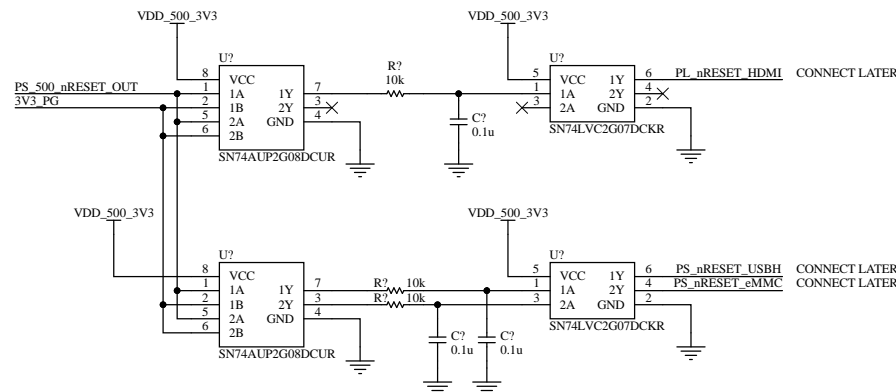 VDD_500_3V3 VDD_500_3V3
U? U?
R?
10k
8 VCC 5 VCC 1Y 6 PL_nRESET_HDMI CONNECT LATER
PS_500_nRESET_OUT 1 1A 1Y 7 1 1A 2Y 4
3V3_PG 2 1B 2Y 3 3 2A GND 2
5 2A GND 4
6 2B
C?
0.1u
SN74AUP2G08DCUR SN74LVC2G07DCKR
VDD_500_3V3 VDD_500_3V3
U? U?
8 VCC 5 VCC 1Y 6 PS_nRESET_USBH CONNECT LATER
1 1A 1Y 7 R? 10k 1 1A 2Y 4 PS_nRESET_eMMC CONNECT LATER
2 1B 2Y 3 R? 10k 3 2A GND 2
5 2A GND 4
6 2B
SN74LVC2G07DCKR
C? C?
0.1u 0.1u
SN74AUP2G08DCUR